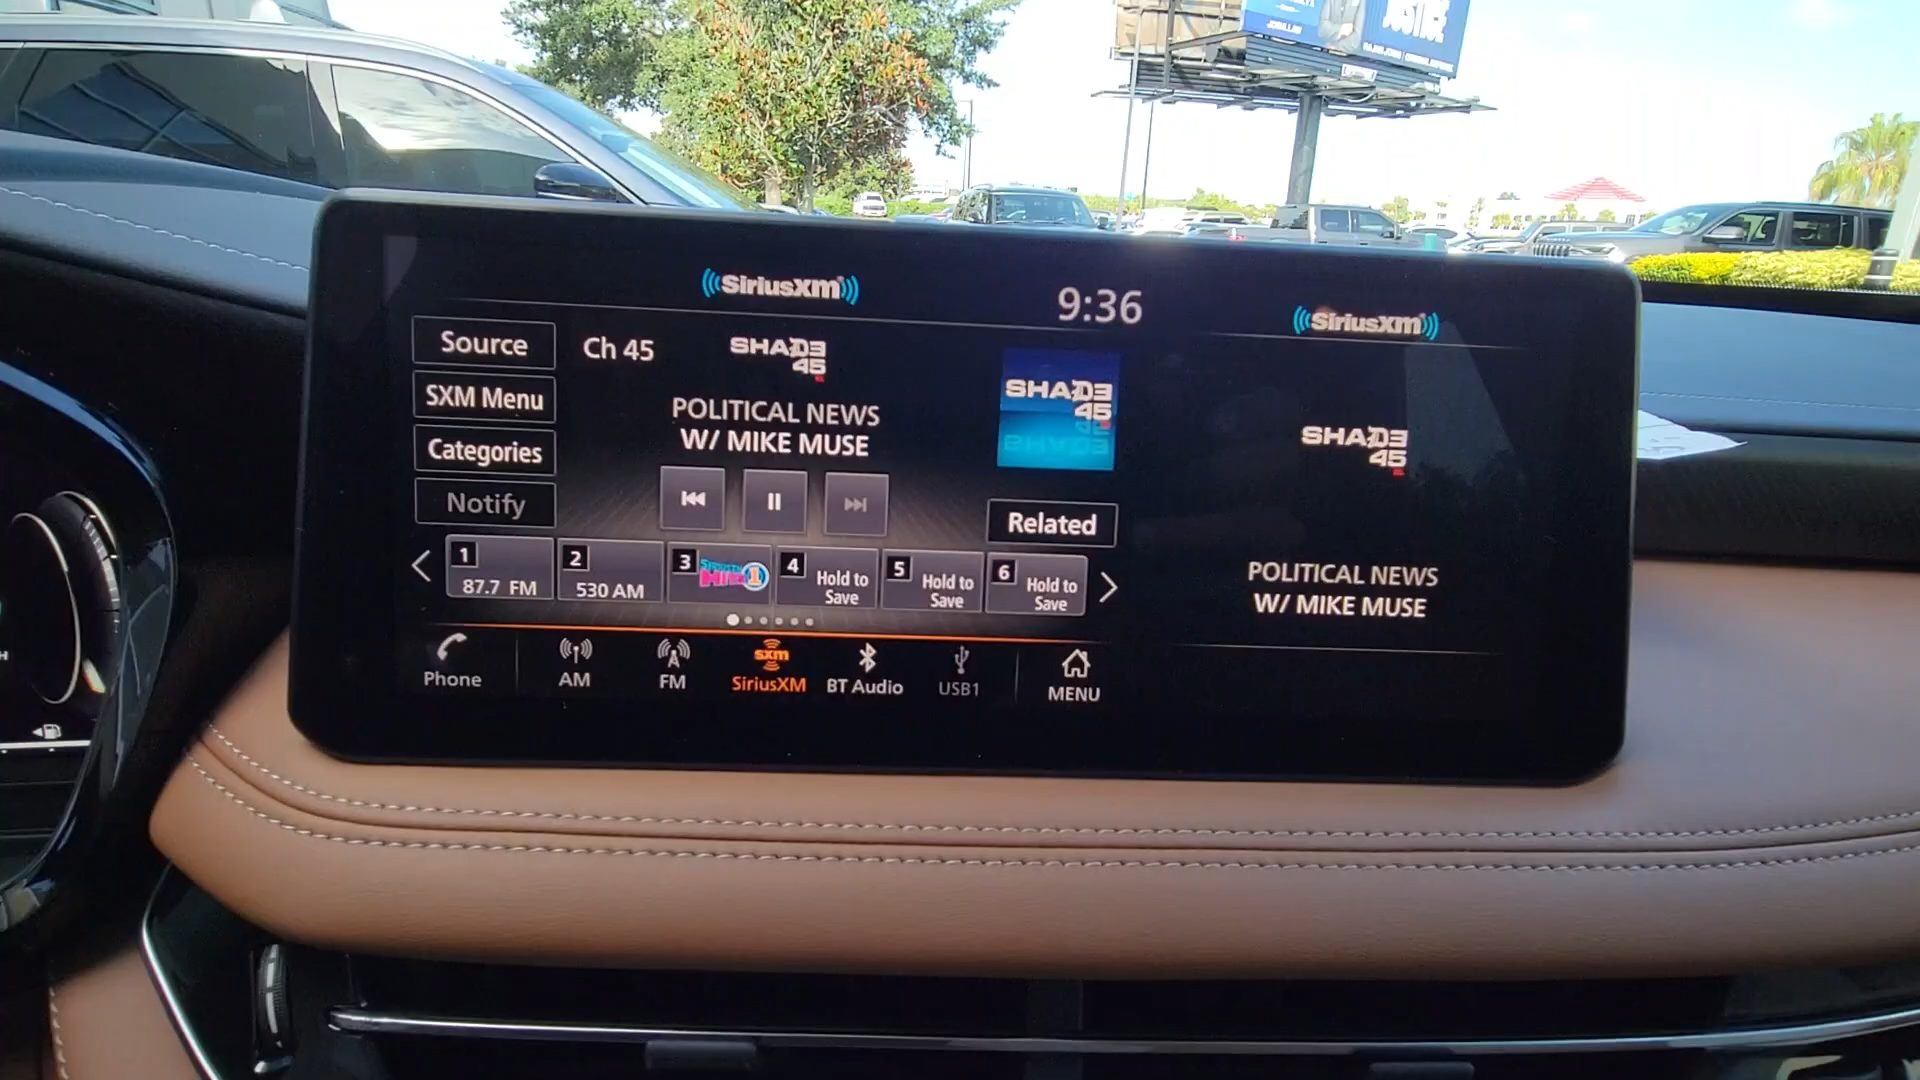 JUSTICE
SiriusXM
9:36
SiriusXM
Source
Ch 45
SHADE
45
SXM Menu
POLITICAL NEWS
W/ MIKE MUSE
Categories
Notify
SHADE
45
Related
SHADE
45
POLITICAL NEWS
W/ MIKE MUSE
1
87.7 FM
2
530 AM
3
4
Hold to
Save
5
Hold to
Save
6
Hold to
Save
Phone
AM
FM
sxm
SiriusXM
BT Audio
USB1
MENU